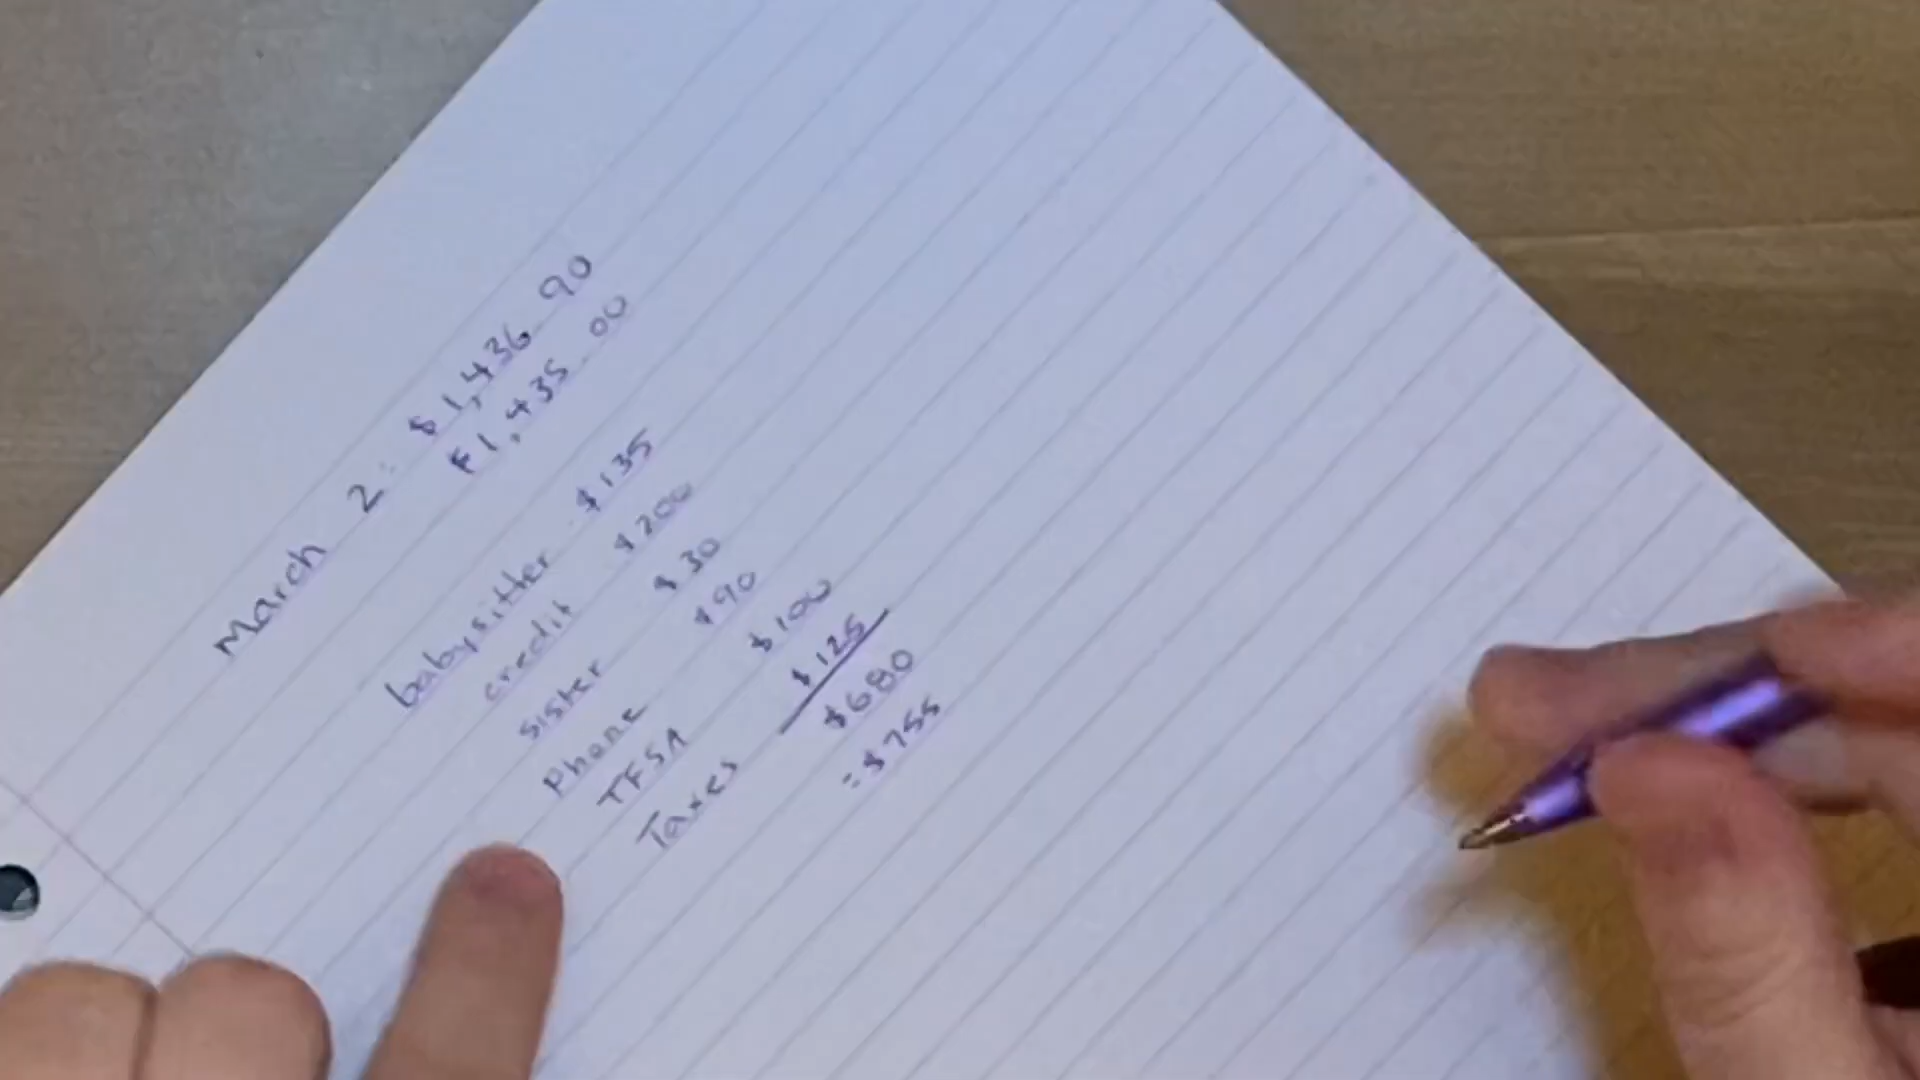 March 2: $1,436.90
$1,435.00
babysitter $135
credit $200
sister $30
Phone $90
TFSA $100
Taxes $125
$680
=$755